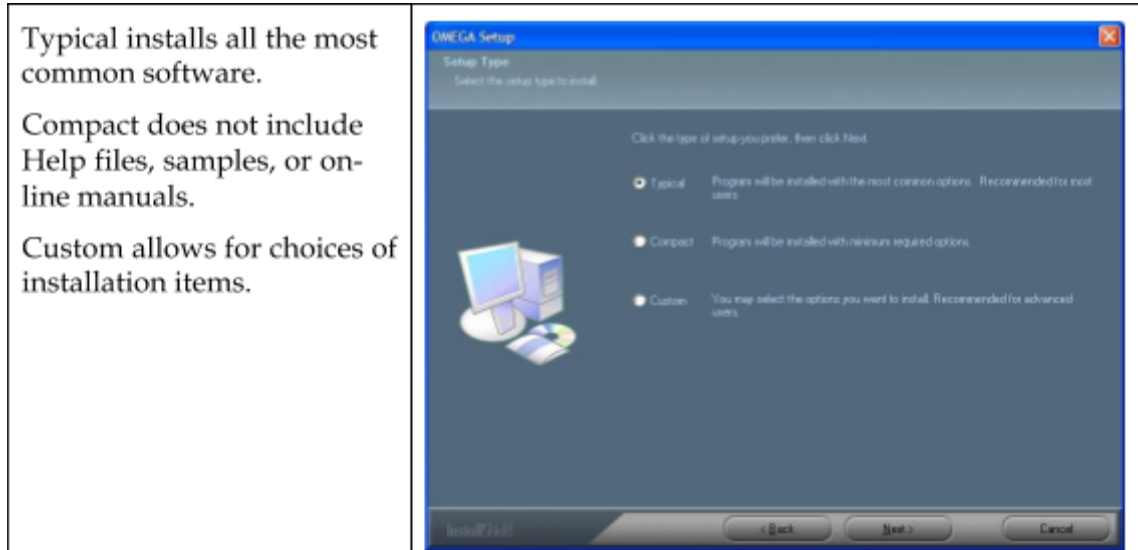 Typical installs all the most
common software.
Compact does not include
Help files, samples, or on-
line manuals.
Custom allows for choices of
installation items.
OMEGA Setup
Setup Type
Select the setup type to install.
Click the type of setup you prefer, then click Next.
Typical Program will be installed with the most common options. Recommended for most
users.
Compact Program will be installed with minimum required options.
Custom You may select the options you want to install. Recommended for advanced
users.
InstallShield
< Back Next > Cancel